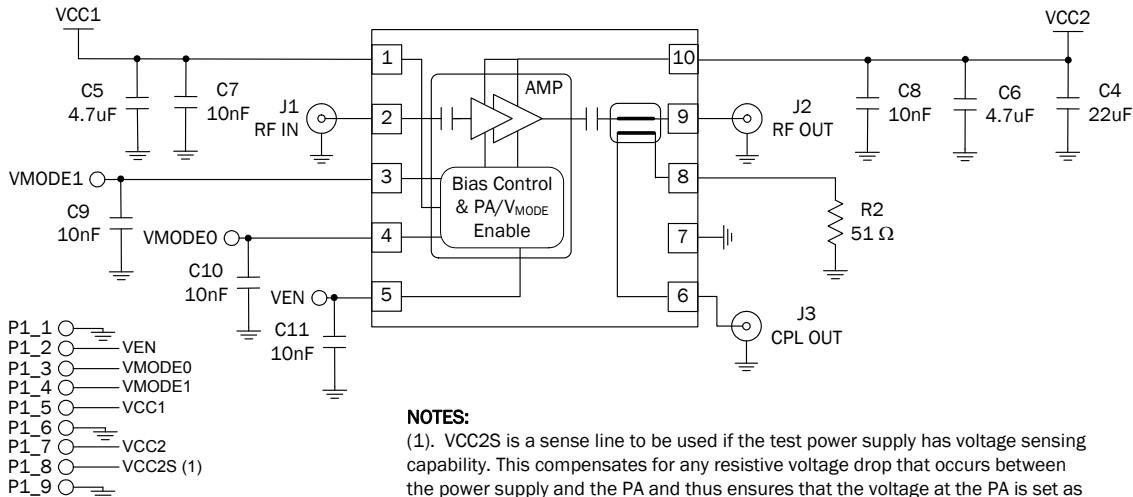 VCC1
VCC2
1
10
C5
4.7uF
C7
10nF
J1
RF IN
2
AMP
9
J2
RF OUT
C8
10nF
C6
4.7uF
C4
22uF
VMODE1
3
Bias Control
& PA/VMODE
Enable
8
C9
10nF
R2
51 Ω
VMODE0
4
7
C10
10nF
VEN
5
6
C11
10nF
J3
CPL OUT
P1_1
P1_2 VEN
P1_3 VMODE0
P1_4 VMODE1
P1_5 VCC1
P1_6
P1_7 VCC2
P1_8 VCC2S (1)
P1_9
NOTES:
(1). VCC2S is a sense line to be used if the test power supply has voltage sensing
capability. This compensates for any resistive voltage drop that occurs between
the power supply and the PA and thus ensures that the voltage at the PA is set as